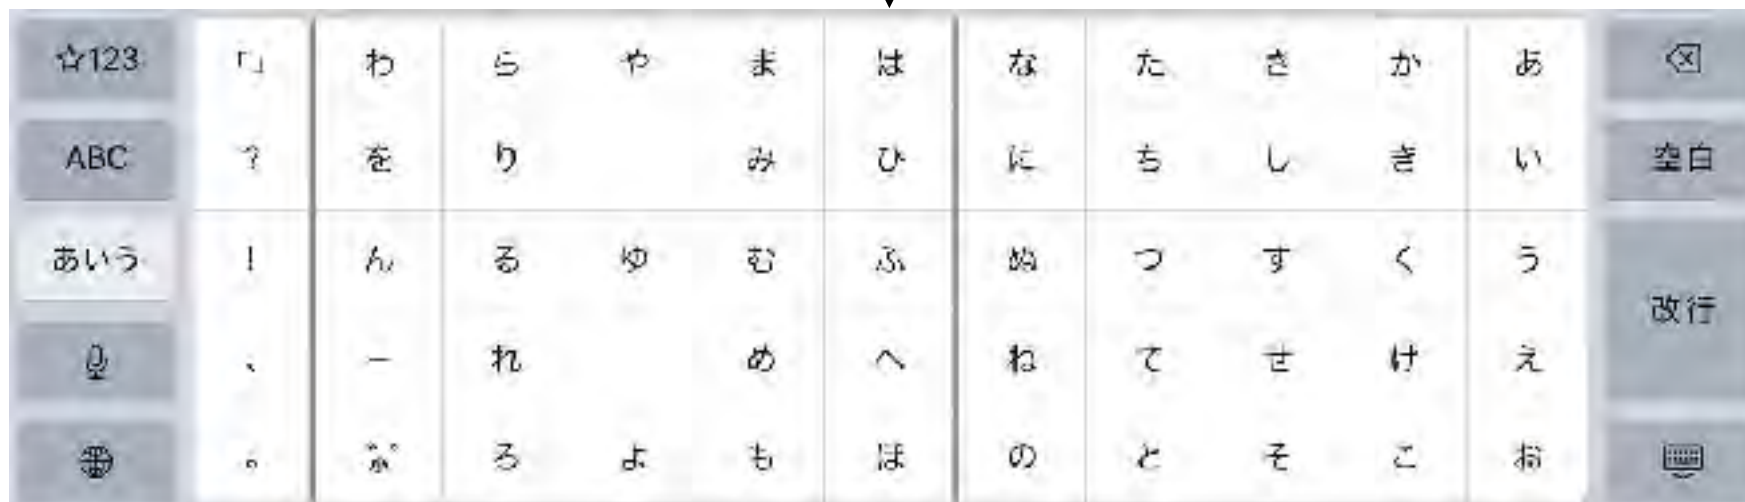 ☆123 「」 わ ら や ま は な た さ か あ
ABC ? を り み ひ に ち し き い 空白
あいう ! ん る ゆ む ふ ぬ つ す く う
改行
、 ー れ め へ ね て せ け え
。 ろ よ も ほ の と そ こ お